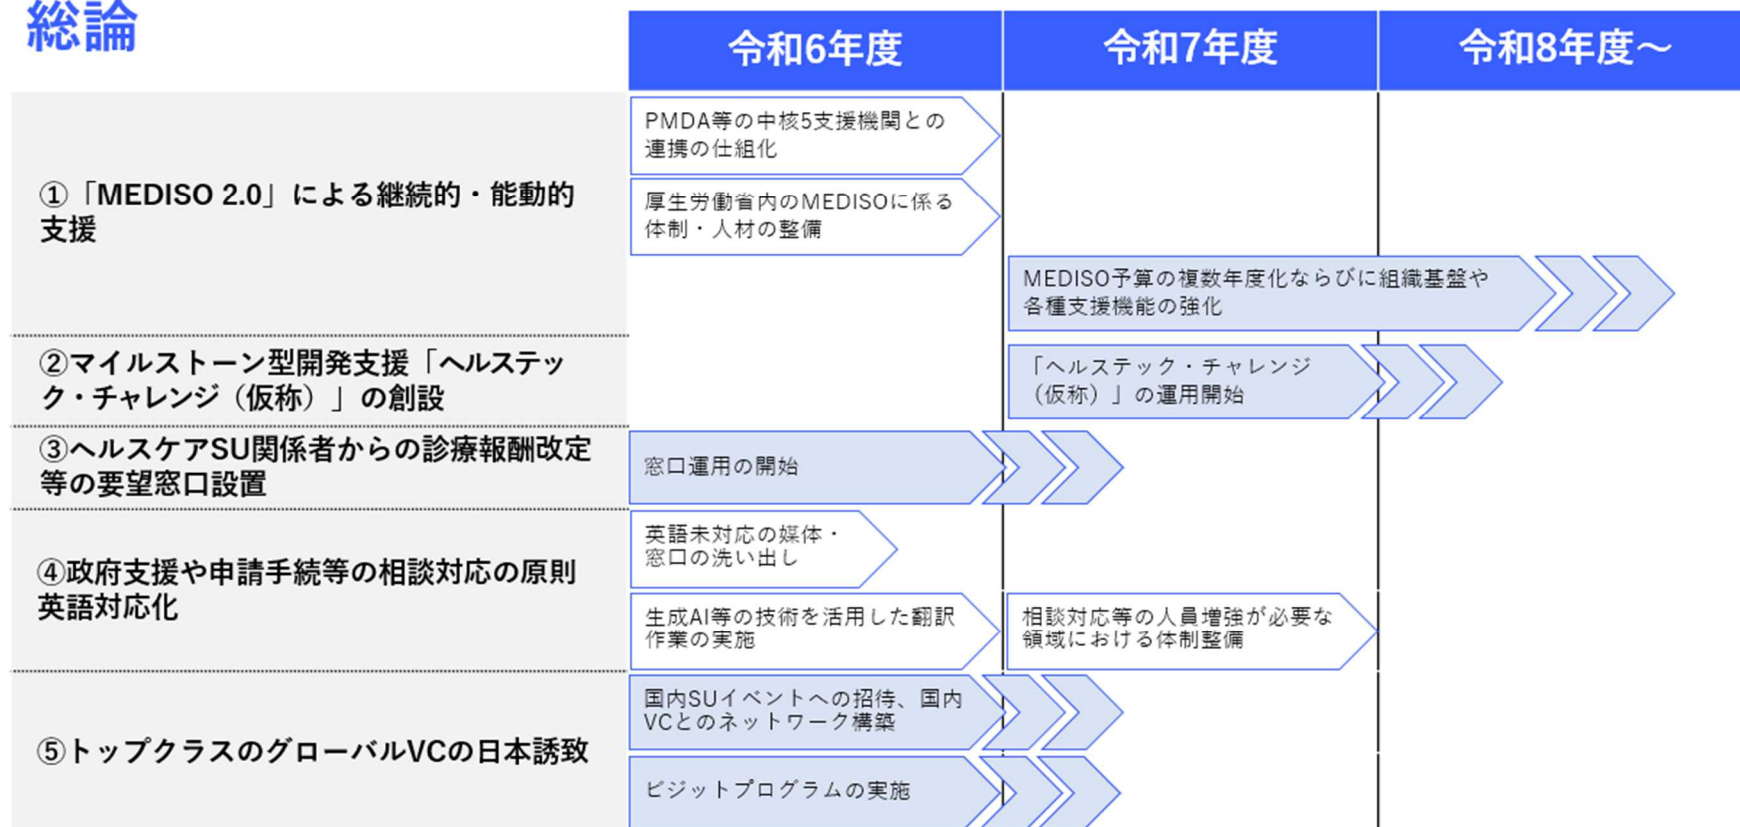 総論
令和6年度
令和7年度
令和8年度～
①「MEDISO 2.0」による継続的・能動的
支援
PMDA等の中核5支援機関との
連携の仕組化
厚生労働省内のMEDISOに係る
体制・人材の整備
MEDISO予算の複数年度化ならびに組織基盤や
各種支援機能の強化
②マイルストーン型開発支援「ヘルステッ
ク・チャレンジ（仮称）」の創設
「ヘルステック・チャレンジ
（仮称）」の運用開始
③ヘルスケアSU関係者からの診療報酬改定
等の要望窓口設置
窓口運用の開始
④政府支援や申請手続等の相談対応の原則
英語対応化
英語未対応の媒体・
窓口の洗い出し
生成AI等の技術を活用した翻訳
作業の実施
相談対応等の人員増強が必要な
領域における体制整備
⑤トップクラスのグローバルVCの日本誘致
国内SUイベントへの招待、国内
VCとのネットワーク構築
ビジットプログラムの実施